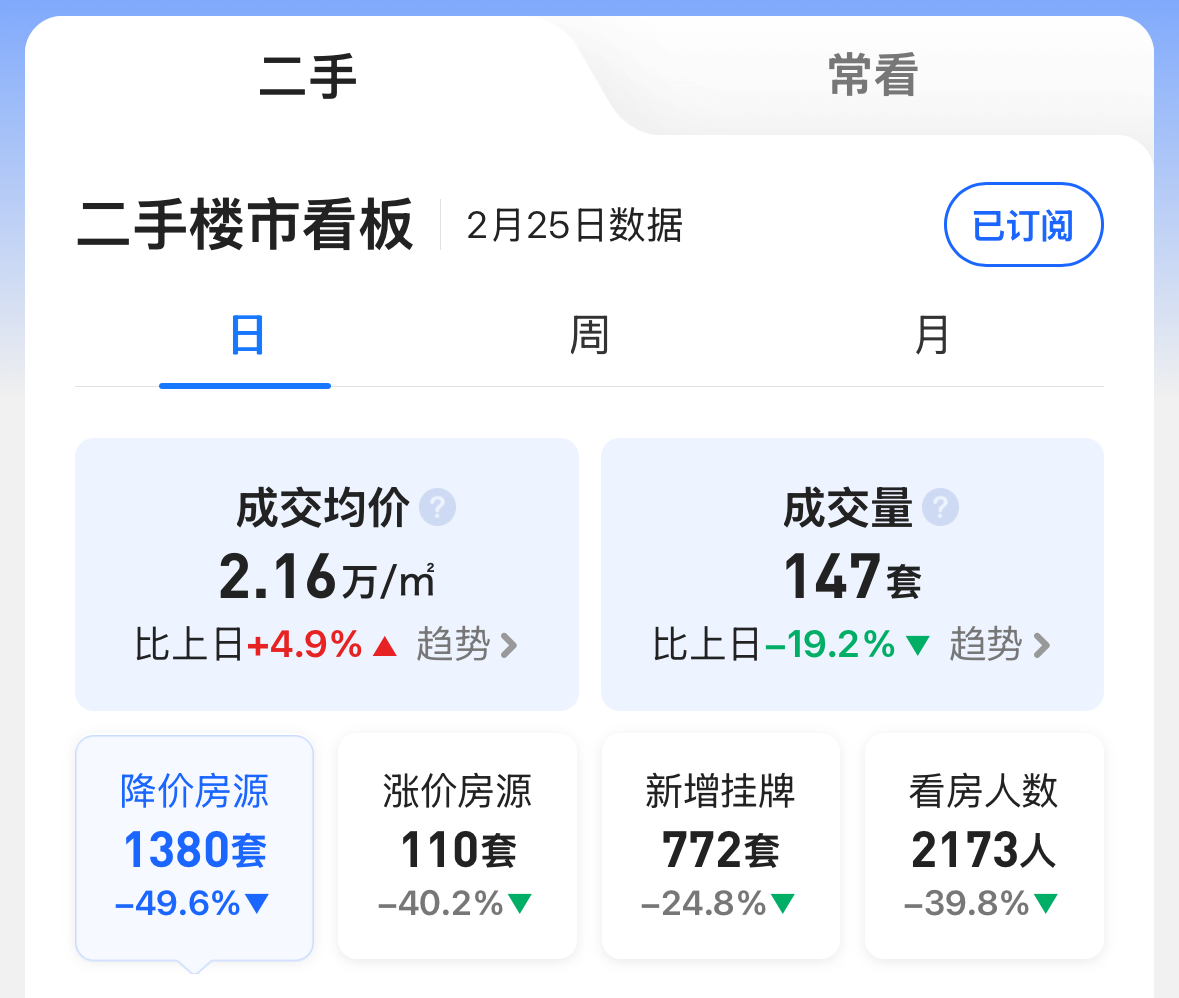 二手 常看
二手楼市看板 2月25日数据 已订阅
日 周 月
成交均价 ? 成交量 ?
2.16万/㎡ 147套
比上日+4.9%▲ 趋势 > 比上日-19.2%▼ 趋势 >
降价房源 涨价房源 新增挂牌 看房人数
1380套 110套 772套 2173人
-49.6%▼ -40.2%▼ -24.8%▼ -39.8%▼